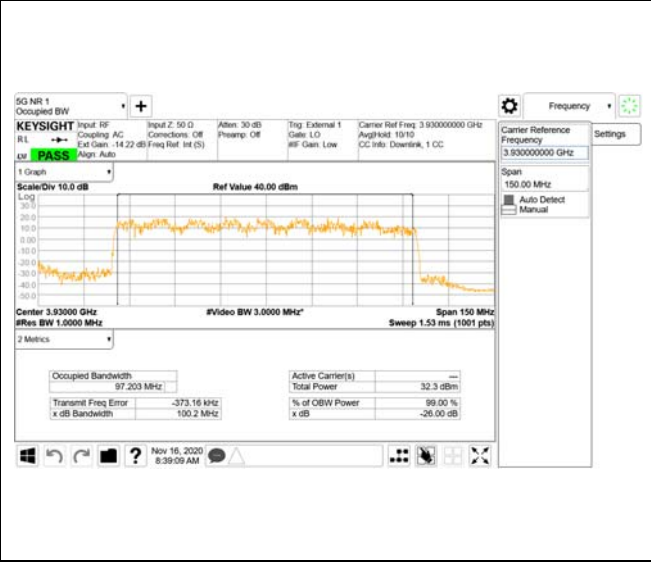 5G NR 1
Occupied BW
+
Frequency
KEYSIGHT
R L
PASS
Input: RF
Coupling: AC
Ext Gain: -14.22 dB
Align: Auto
Input Z: 50 Ω
Corrections: Off
Freq Ref: Int (S)
Atten: 30 dB
Preamp: Off
Trig: External 1
Gate: LO
#IF Gain: Low
Carrier Ref Freq: 3.930000000 GHz
Avg|Hold: 10/10
CC Info: Downlink, 1 CC
Carrier Reference
Frequency
3.930000000 GHz
Settings
Span
150.00 MHz
Auto Detect
Manual
1 Graph
Scale/Div 10.0 dB
Ref Value 40.00 dBm
Log
30.0
20.0
10.0
0.00
-10.0
-20.0
-30.0
-40.0
-50.0
Center 3.93000 GHz
#Video BW 3.0000 MHz*
Span 150 MHz
#Res BW 1.0000 MHz
Sweep 1.53 ms (1001 pts)
2 Metrics
Occupied Bandwidth
97.203 MHz
Transmit Freq Error -373.16 kHz
x dB Bandwidth 100.2 MHz
Active Carrier(s) —
Total Power 32.3 dBm
% of OBW Power 99.00 %
x dB -26.00 dB
?
Nov 16, 2020
8:39:09 AM